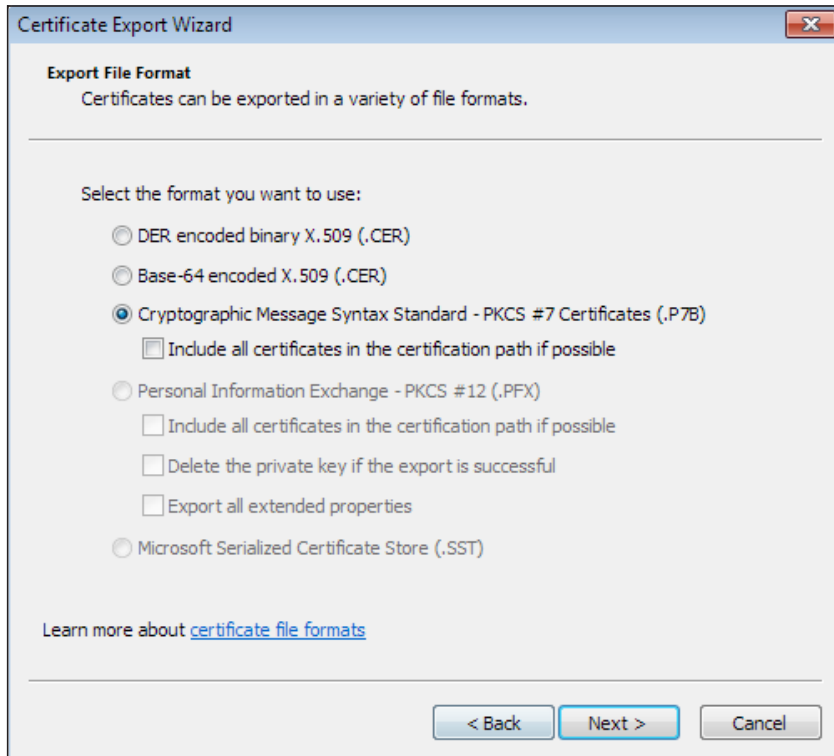 Certificate Export Wizard
Export File Format
Certificates can be exported in a variety of file formats.
Select the format you want to use:
DER encoded binary X.509 (.CER)
Base-64 encoded X.509 (.CER)
Cryptographic Message Syntax Standard - PKCS #7 Certificates (.P7B)
Include all certificates in the certification path if possible
Personal Information Exchange - PKCS #12 (.PFX)
Include all certificates in the certification path if possible
Delete the private key if the export is successful
Export all extended properties
Microsoft Serialized Certificate Store (.SST)
Learn more about certificate file formats
< Back Next > Cancel